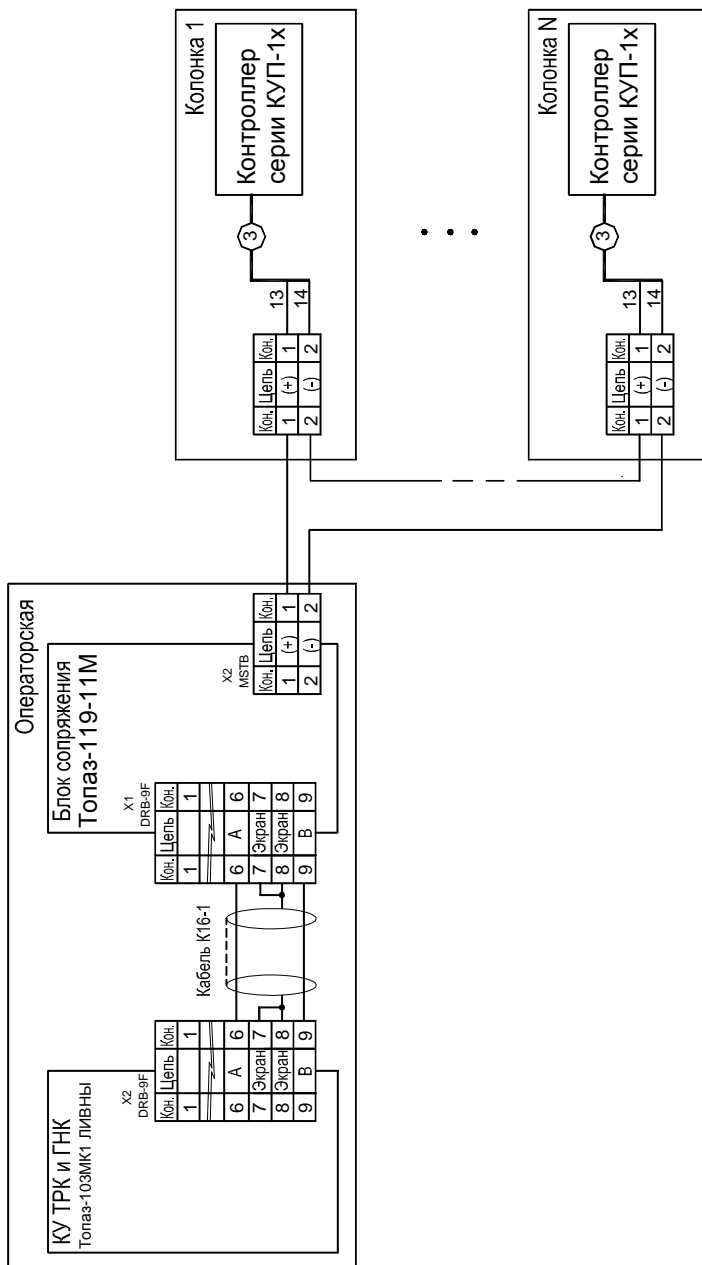 Операторская
КУ ТРК и ГНК
Топаз-103МК1 ЛИВНЫ
X2
DRB-9F
Кон. Цепь Кон.
1 1
6 A 6
7 Экран 7
8 Экран 8
9 B 9
Кабель К16-1
Блок сопряжения
Топаз-119-11М
X1
DRB-9F
Кон. Цепь Кон.
1 1
6 A 6
7 Экран 7
8 Экран 8
9 B 9
X2
MSTB
Кон. Цепь Кон.
1 (+) 1
2 (-) 2
Колонка 1
Кон. Цепь Кон.
1 (+) 1
2 (-) 2
13
14
3
Контроллер
серии КУП-1х
Колонка N
Кон. Цепь Кон.
1 (+) 1
2 (-) 2
13
14
3
Контроллер
серии КУП-1х